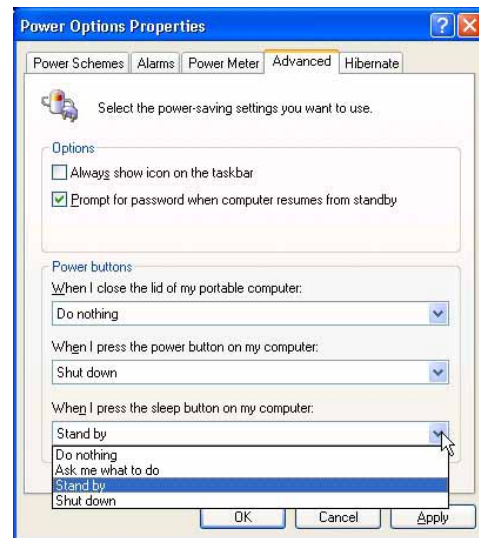 Power Options Properties
Power Schemes Alarms Power Meter Advanced Hibernate
Select the power-saving settings you want to use.
Options
Always show icon on the taskbar
Prompt for password when computer resumes from standby
Power buttons
When I close the lid of my portable computer:
Do nothing
When I press the power button on my computer:
Shut down
When I press the sleep button on my computer:
Stand by
Do nothing
Ask me what to do
Stand by
Shut down
OK Cancel Apply